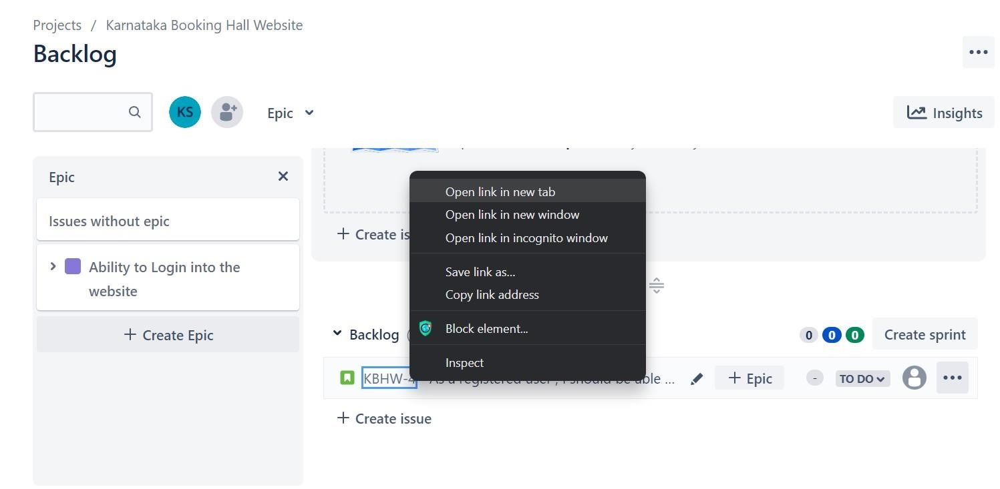 Projects / Karnataka Booking Hall Website
Backlog
KS
Epic
Insights
Epic
Issues without epic
Ability to Login into the
website
+ Create Epic
Open link in new tab
Open link in new window
Open link in incognito window
Save link as...
Copy link address
Block element...
Inspect
+ Create is
Backlog
0 0 0
Create sprint
KBHW-4 As a registered user , I should be able ...
+ Epic
-
TO DO
+ Create issue